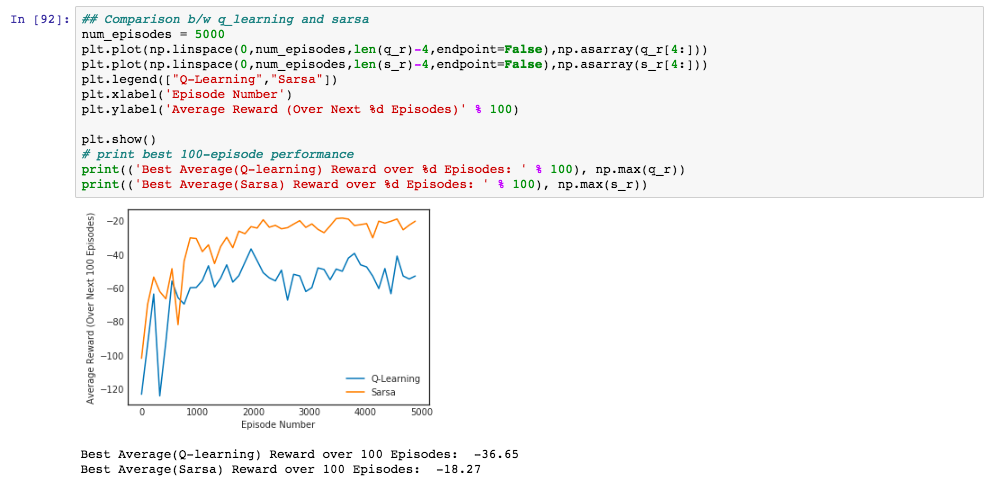 In [92]: ## Comparison b/w q_learning and sarsa
num_episodes = 5000
plt.plot(np.linspace(0,num_episodes,len(q_r)-4,endpoint=False),np.asarray(q_r[4:]))
plt.plot(np.linspace(0,num_episodes,len(s_r)-4,endpoint=False),np.asarray(s_r[4:]))
plt.legend(["Q-Learning","Sarsa"])
plt.xlabel('Episode Number')
plt.ylabel('Average Reward (Over Next %d Episodes)' % 100)
plt.show()
# print best 100-episode performance
print(('Best Average(Q-learning) Reward over %d Episodes: ' % 100), np.max(q_r))
print(('Best Average(Sarsa) Reward over %d Episodes: ' % 100), np.max(s_r))
Average Reward (Over Next 100 Episodes)
−20
−40
−60
−80
−100
−120
Q-Learning
Sarsa
0 1000 2000 3000 4000 5000
Episode Number
Best Average(Q-learning) Reward over 100 Episodes:  -36.65
Best Average(Sarsa) Reward over 100 Episodes:  -18.27